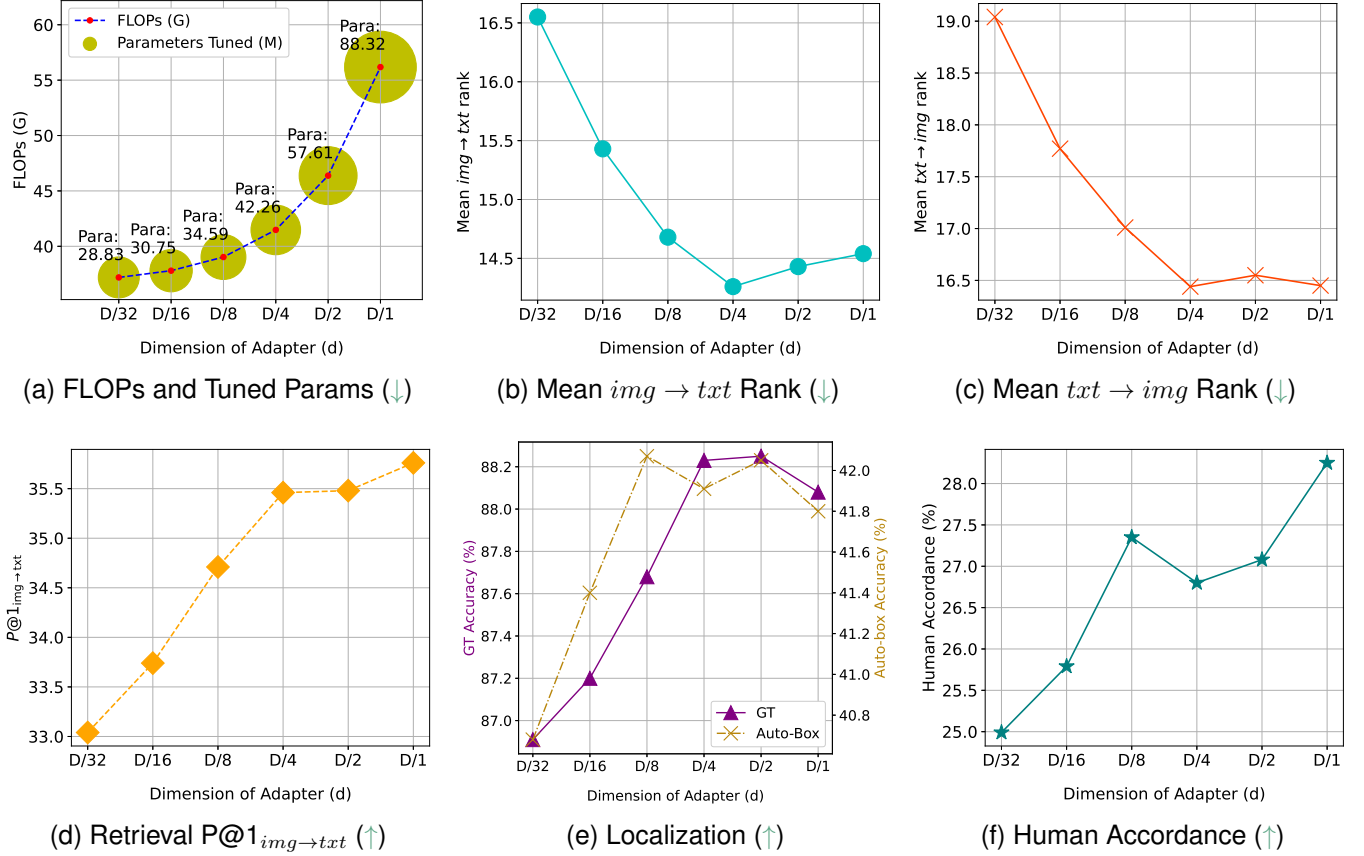 60
55
50
45
40
FLOPs (G)
FLOPs (G)
Parameters Tuned (M)
Para:
28.83
Para:
30.75
Para:
34.59
Para:
42.26
Para:
57.61
Para:
88.32
D/32 D/16 D/8 D/4 D/2 D/1
Dimension of Adapter (d)
(a) FLOPs and Tuned Params (↓)
16.5
16.0
15.5
15.0
14.5
Mean img→txt rank
D/32 D/16 D/8 D/4 D/2 D/1
Dimension of Adapter (d)
(b) Mean img → txt Rank (↓)
19.0
18.5
18.0
17.5
17.0
16.5
Mean txt→img rank
D/32 D/16 D/8 D/4 D/2 D/1
Dimension of Adapter (d)
(c) Mean txt → img Rank (↓)
35.5
35.0
34.5
34.0
33.5
33.0
P@1img→txt
D/32 D/16 D/8 D/4 D/2 D/1
Dimension of Adapter (d)
(d) Retrieval P@1img→txt (↑)
88.2
88.0
87.8
87.6
87.4
87.2
87.0
GT Accuracy (%)
42.0
41.8
41.6
41.4
41.2
41.0
40.8
Auto-box Accuracy (%)
GT
Auto-Box
D/32 D/16 D/8 D/4 D/2 D/1
Dimension of Adapter (d)
(e) Localization (↑)
28.0
27.5
27.0
26.5
26.0
25.5
25.0
Human Accordance (%)
D/32 D/16 D/8 D/4 D/2 D/1
Dimension of Adapter (d)
(f) Human Accordance (↑)